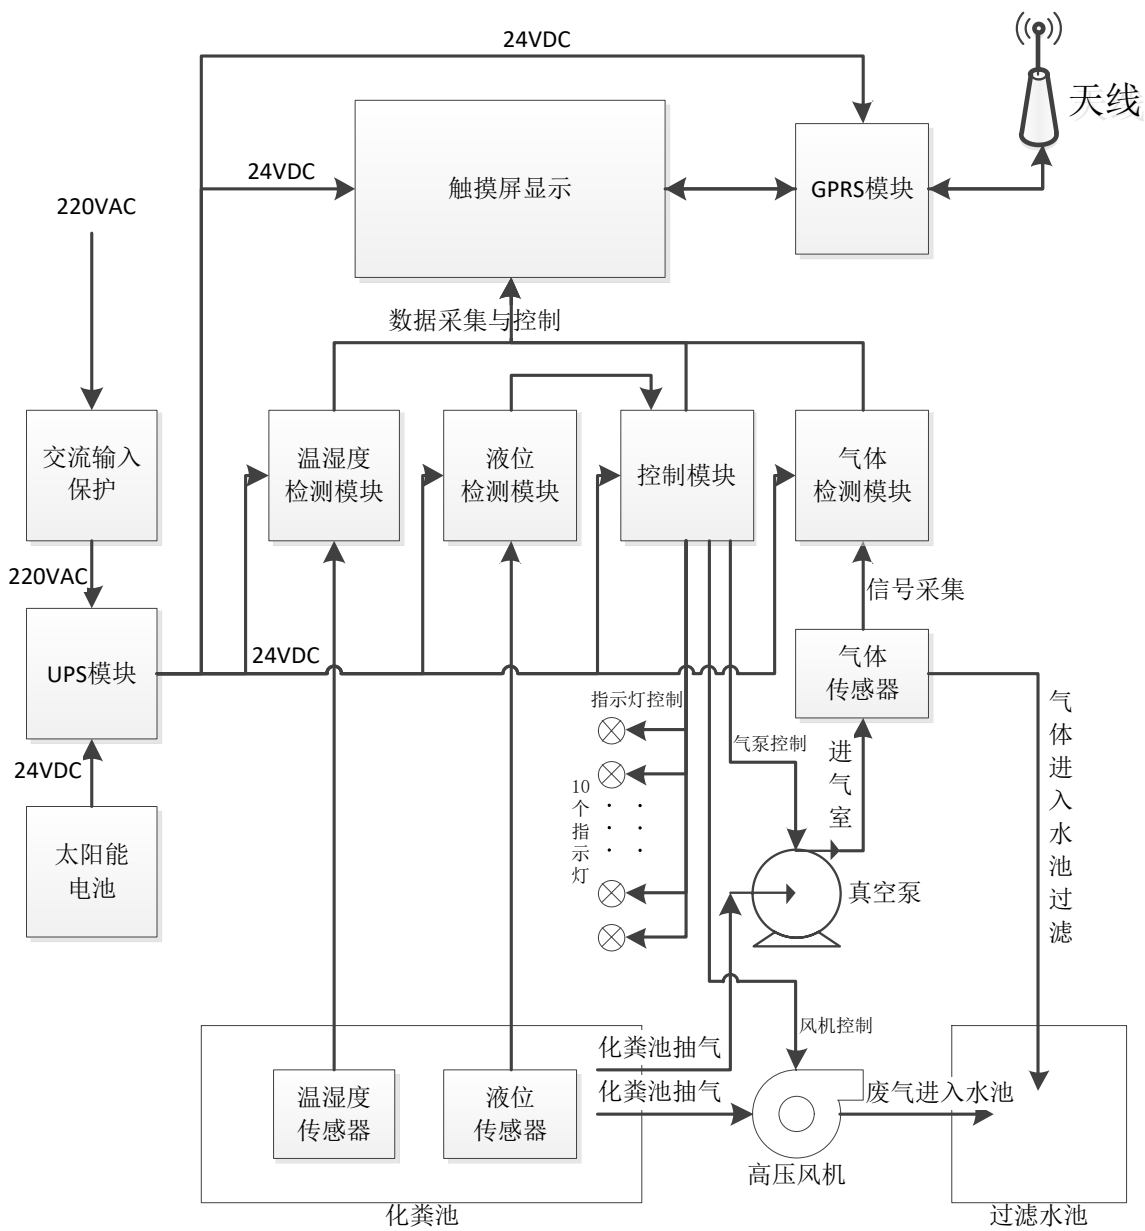 24VDC
天线
24VDC
触摸屏显示
GPRS模块
220VAC
数据采集与控制
交流输入
保护
温湿度
检测模块
液位
检测模块
控制模块
气体
检测模块
220VAC
信号采集
UPS模块
24VDC
气体
传感器
指示灯控制
气泵控制
进气室
气体进入水池过滤
24VDC
10个指示灯
太阳能
电池
真空泵
风机控制
化粪池抽气
化粪池抽气
温湿度
传感器
液位
传感器
废气进入水池
高压风机
化粪池
过滤水池